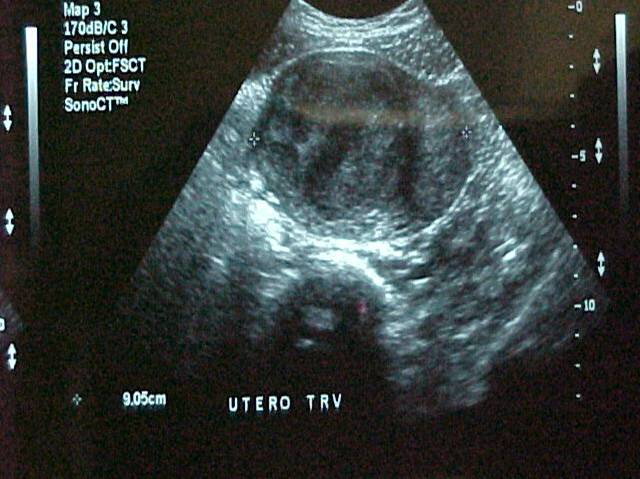 Map 3
170dB/C 3
Persist Off
2D Opt:FSCT
Fr Rate:Surv
SonoCT™
0
5
10
9.05cm
UTERO TRV